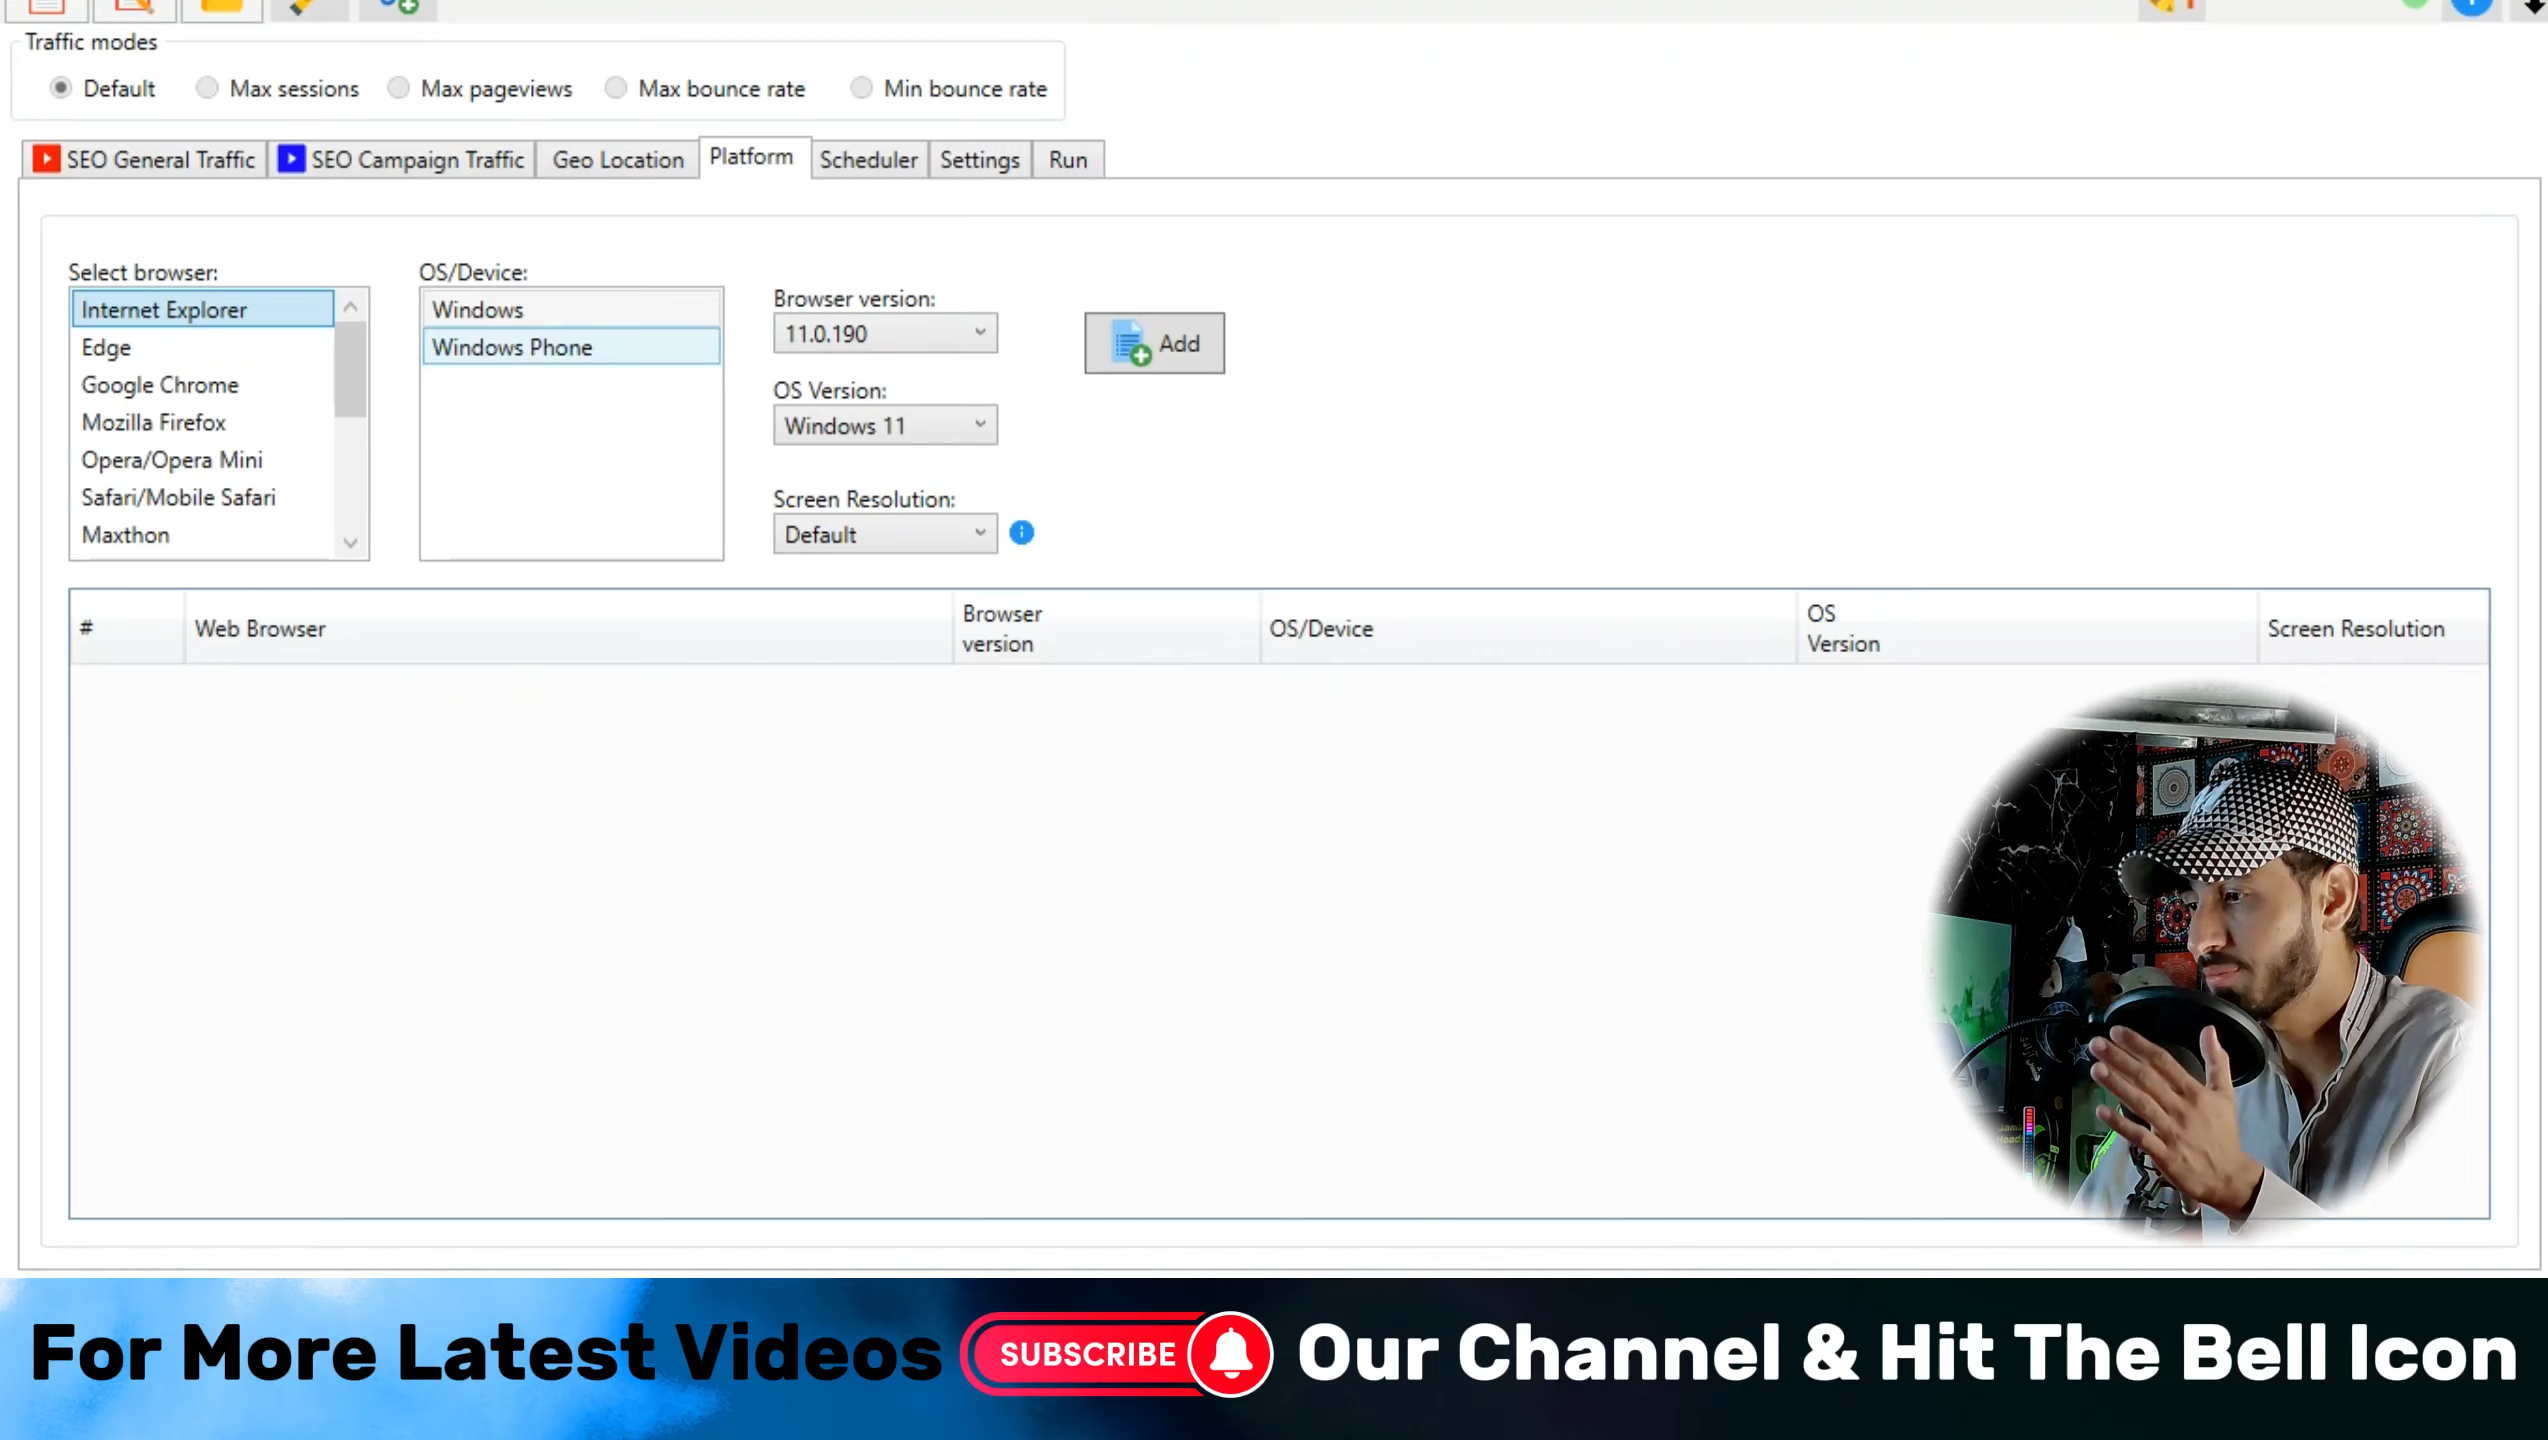 Traffic modes
Default
Max sessions
Max pageviews
Max bounce rate
Min bounce rate
SEO General Traffic
SEO Campaign Traffic
Geo Location
Platform
Scheduler
Settings
Run
Select browser:
Internet Explorer
Edge
Google Chrome
Mozilla Firefox
Opera/Opera Mini
Safari/Mobile Safari
Maxthon
OS/Device:
Windows
Windows Phone
Browser version:
11.0.190
OS Version:
Windows 11
Screen Resolution:
Default
Add
#
Web Browser
Browser
version
OS/Device
OS
Version
Screen Resolution
For More Latest Videos
SUBSCRIBE
Our Channel & Hit The Bell Icon